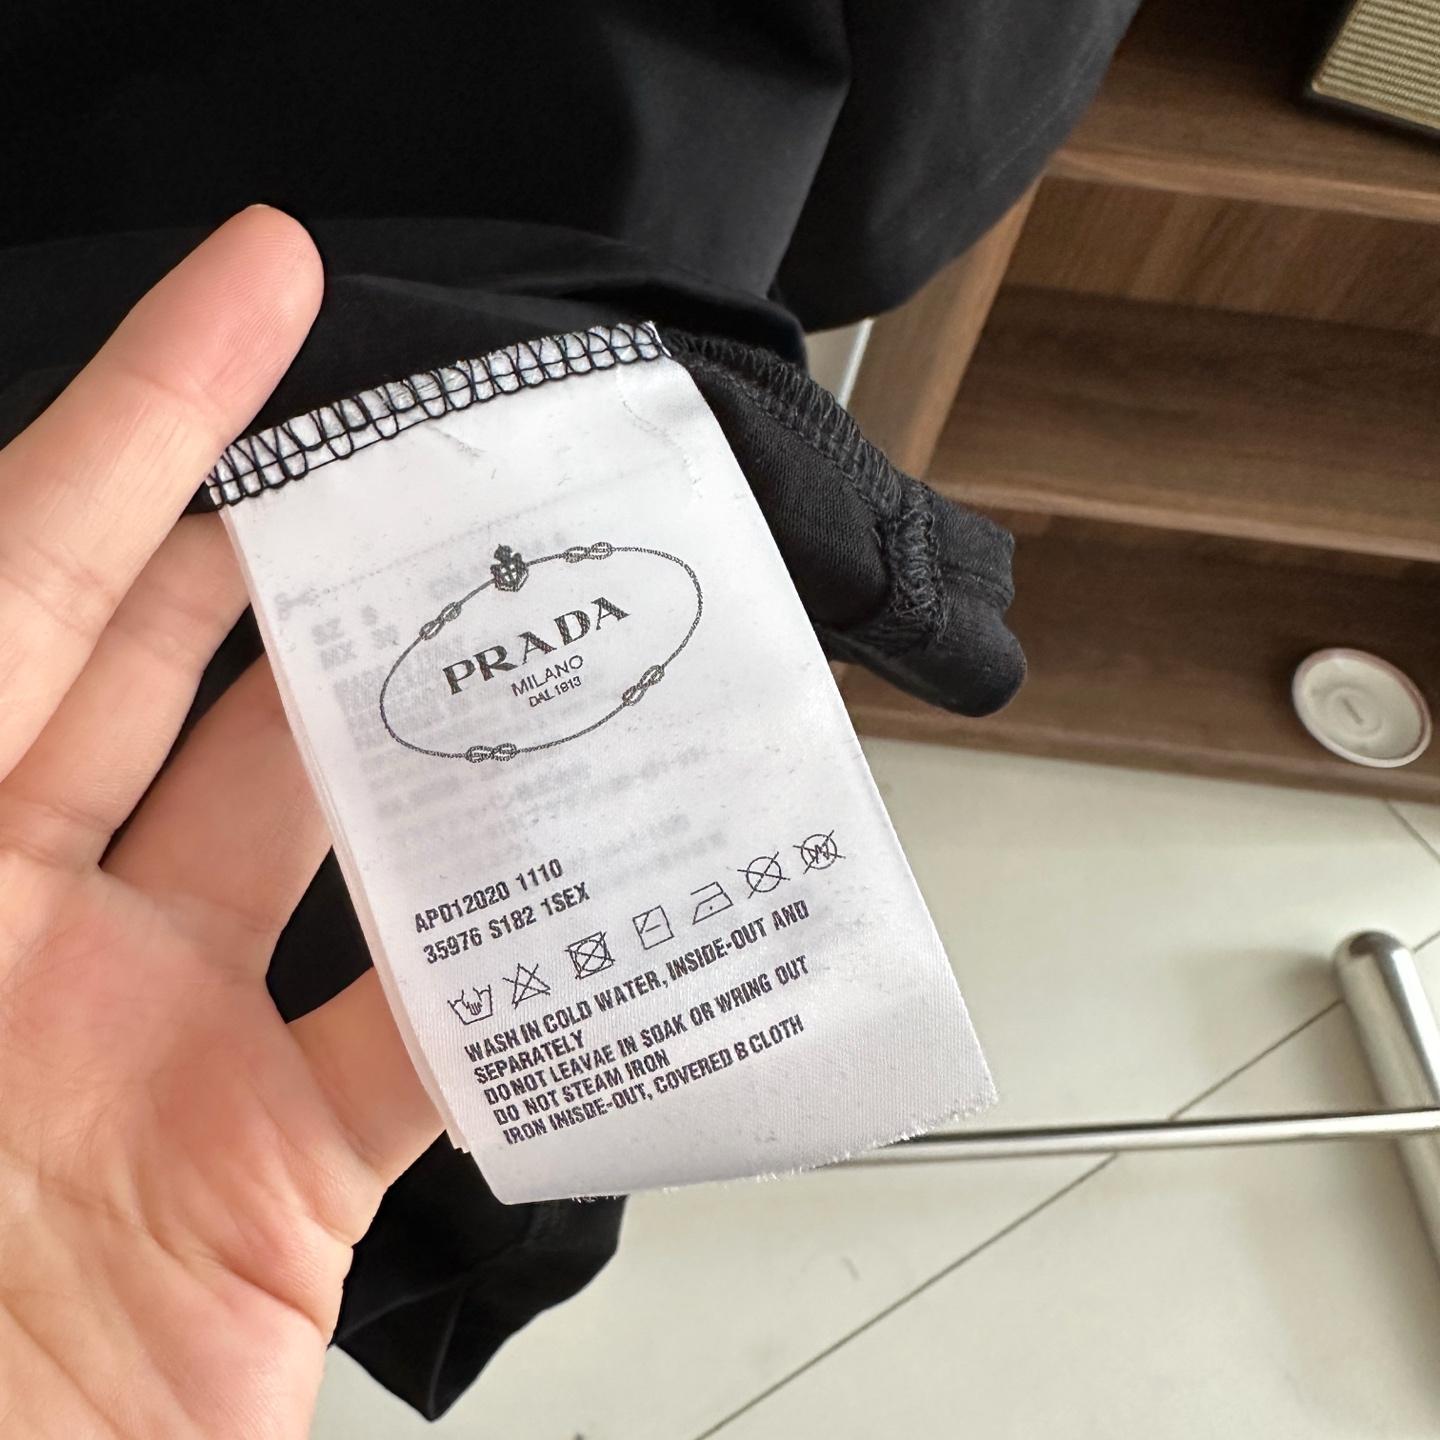 PRADA
MILANO
DAL 1913
AP012020 1110
35976 S182 1SEX
WASH IN COLD WATER, INSIDE-OUT AND
SEPARATELY
DO NOT LEAVAE IN SOAK OR WRING OUT
DO NOT STEAM IRON
IRON INISDE-OUT, COVERED B CLOTH